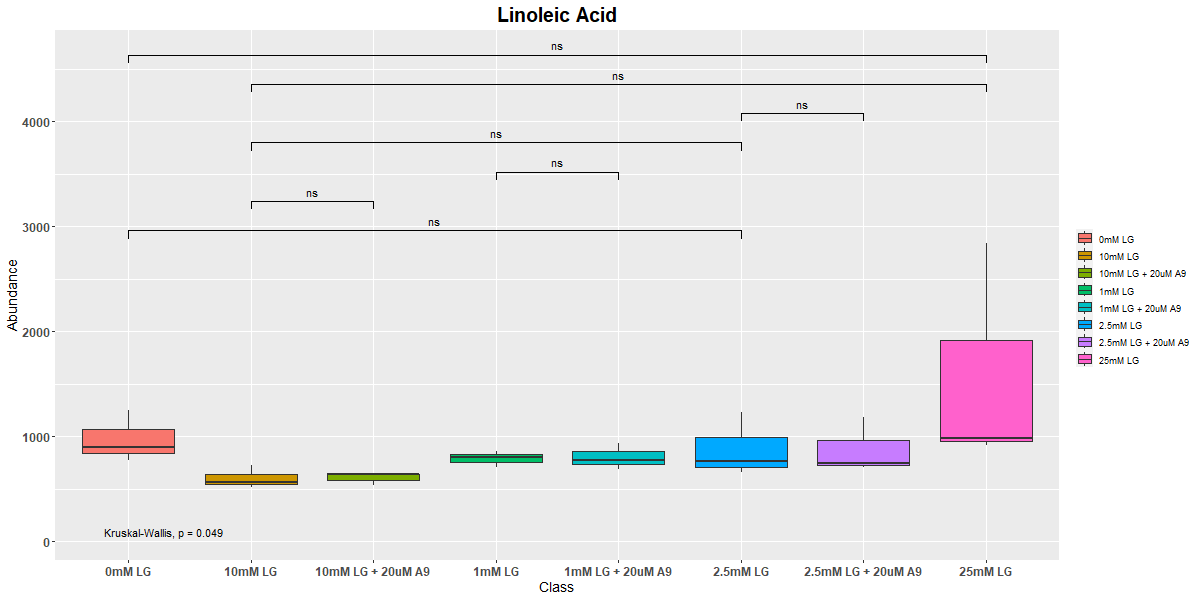 Linoleic Acid
ns
ns
ns
ns
ns
ns
ns
Abundance
4000
3000
2000
1000
0
Kruskal-Wallis, p = 0.049
0mM LG 10mM LG 10mM LG + 20uM A9 1mM LG 1mM LG + 20uM A9 2.5mM LG 2.5mM LG + 20uM A9 25mM LG
Class
0mM LG
10mM LG
10mM LG + 20uM A9
1mM LG
1mM LG + 20uM A9
2.5mM LG
2.5mM LG + 20uM A9
25mM LG